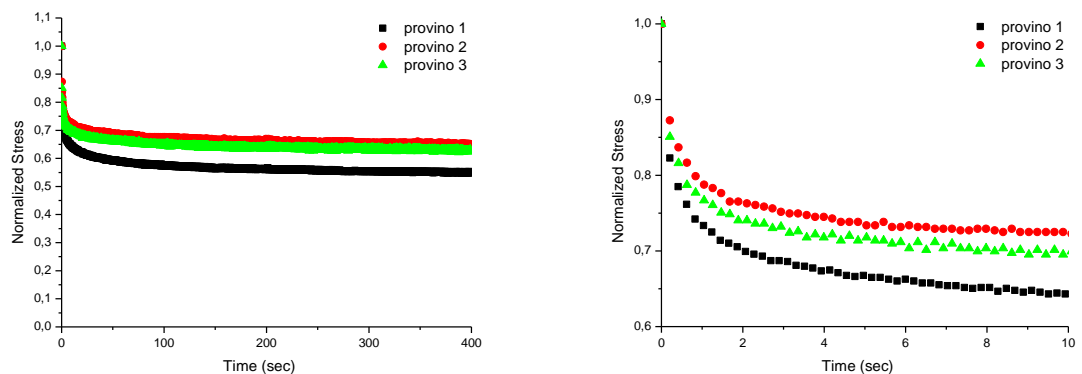 1,1
1,0
0,9
0,8
0,7
0,6
0,5
0,4
0,3
0,2
0,1
0,0
Normalized Stress
provino 1
provino 2
provino 3
0 100 200 300 400
Time (sec)
1,0
0,9
0,8
0,7
0,6
Normalized Stress
provino 1
provino 2
provino 3
0 2 4 6 8 10
Time (sec)